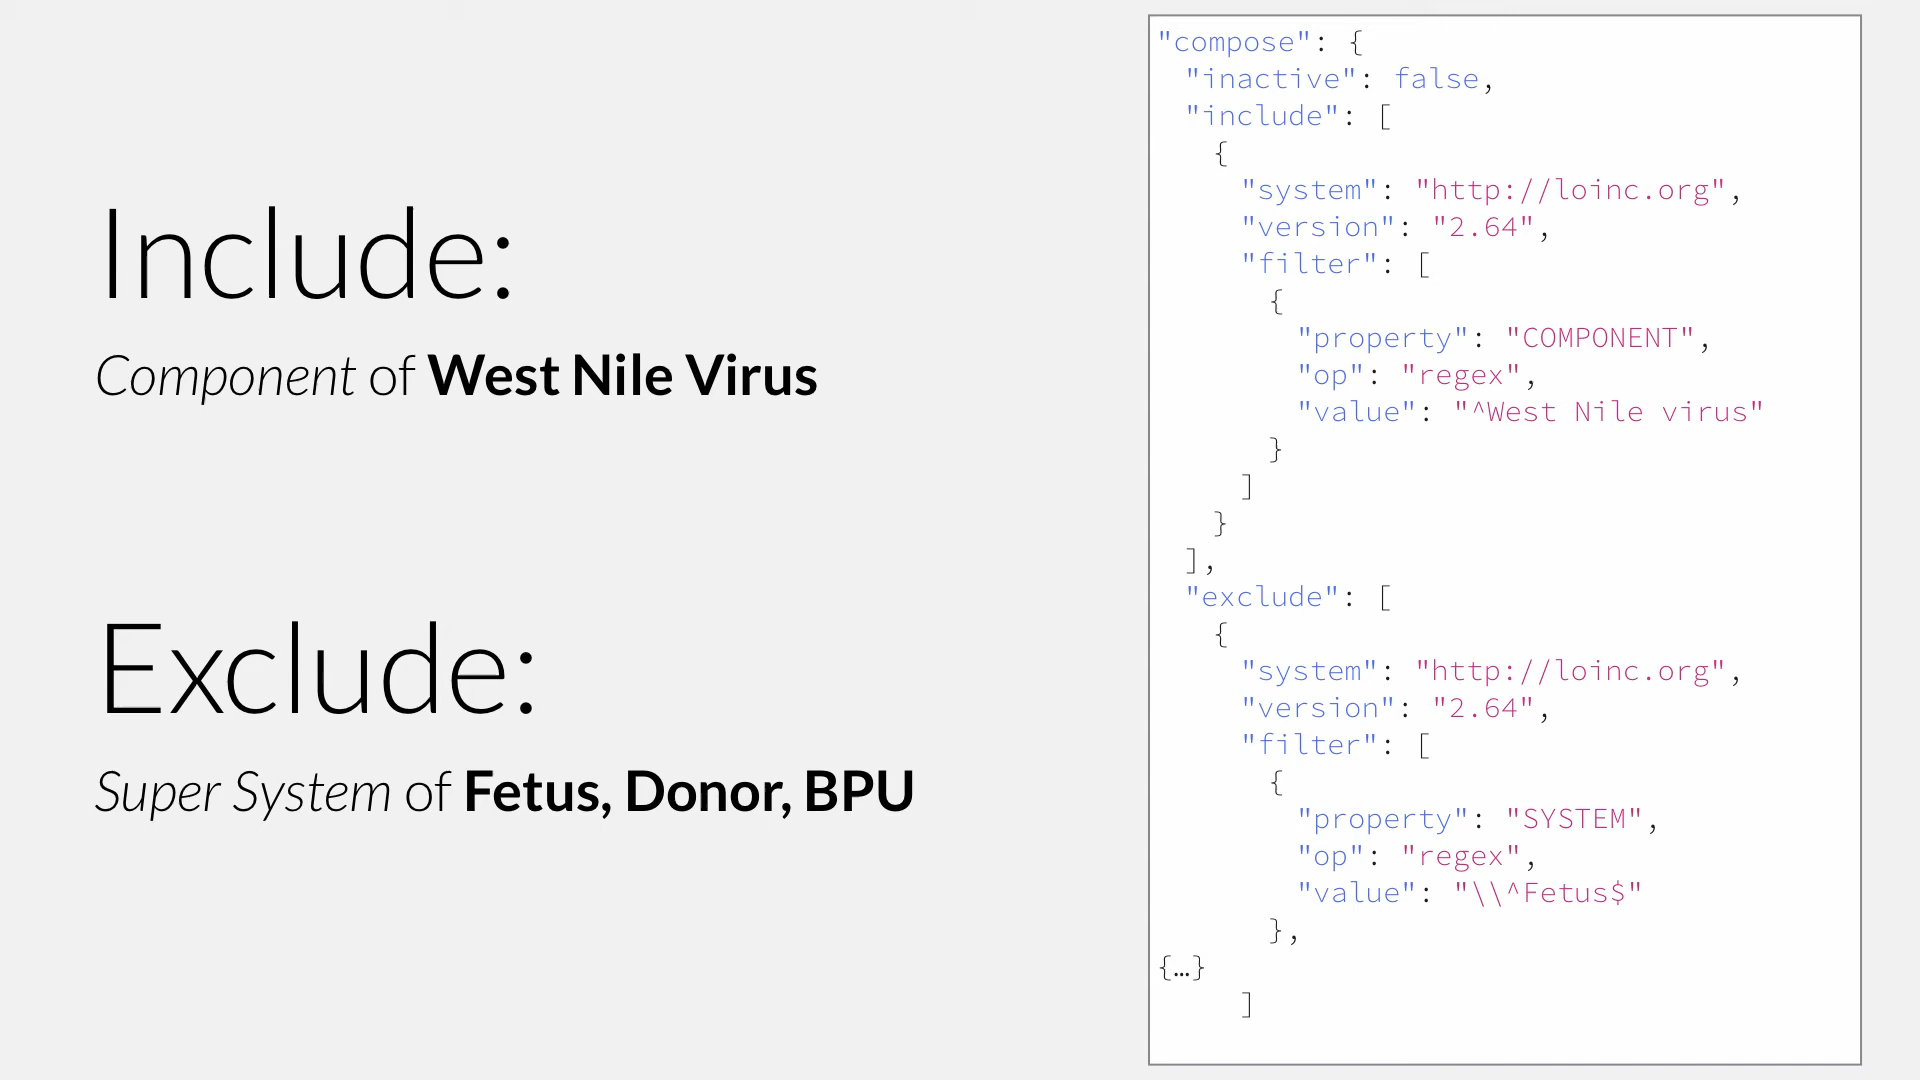 Include:
Component of West Nile Virus
Exclude:
Super System of Fetus, Donor, BPU
"compose": {
"inactive": false,
"include": [
{
"system": "http://loinc.org",
"version": "2.64",
"filter": [
{
"property": "COMPONENT",
"op": "regex",
"value": "^West Nile virus"
}
]
}
],
"exclude": [
{
"system": "http://loinc.org",
"version": "2.64",
"filter": [
{
"property": "SYSTEM",
"op": "regex",
"value": "\\^Fetus$"
},
{…}
]